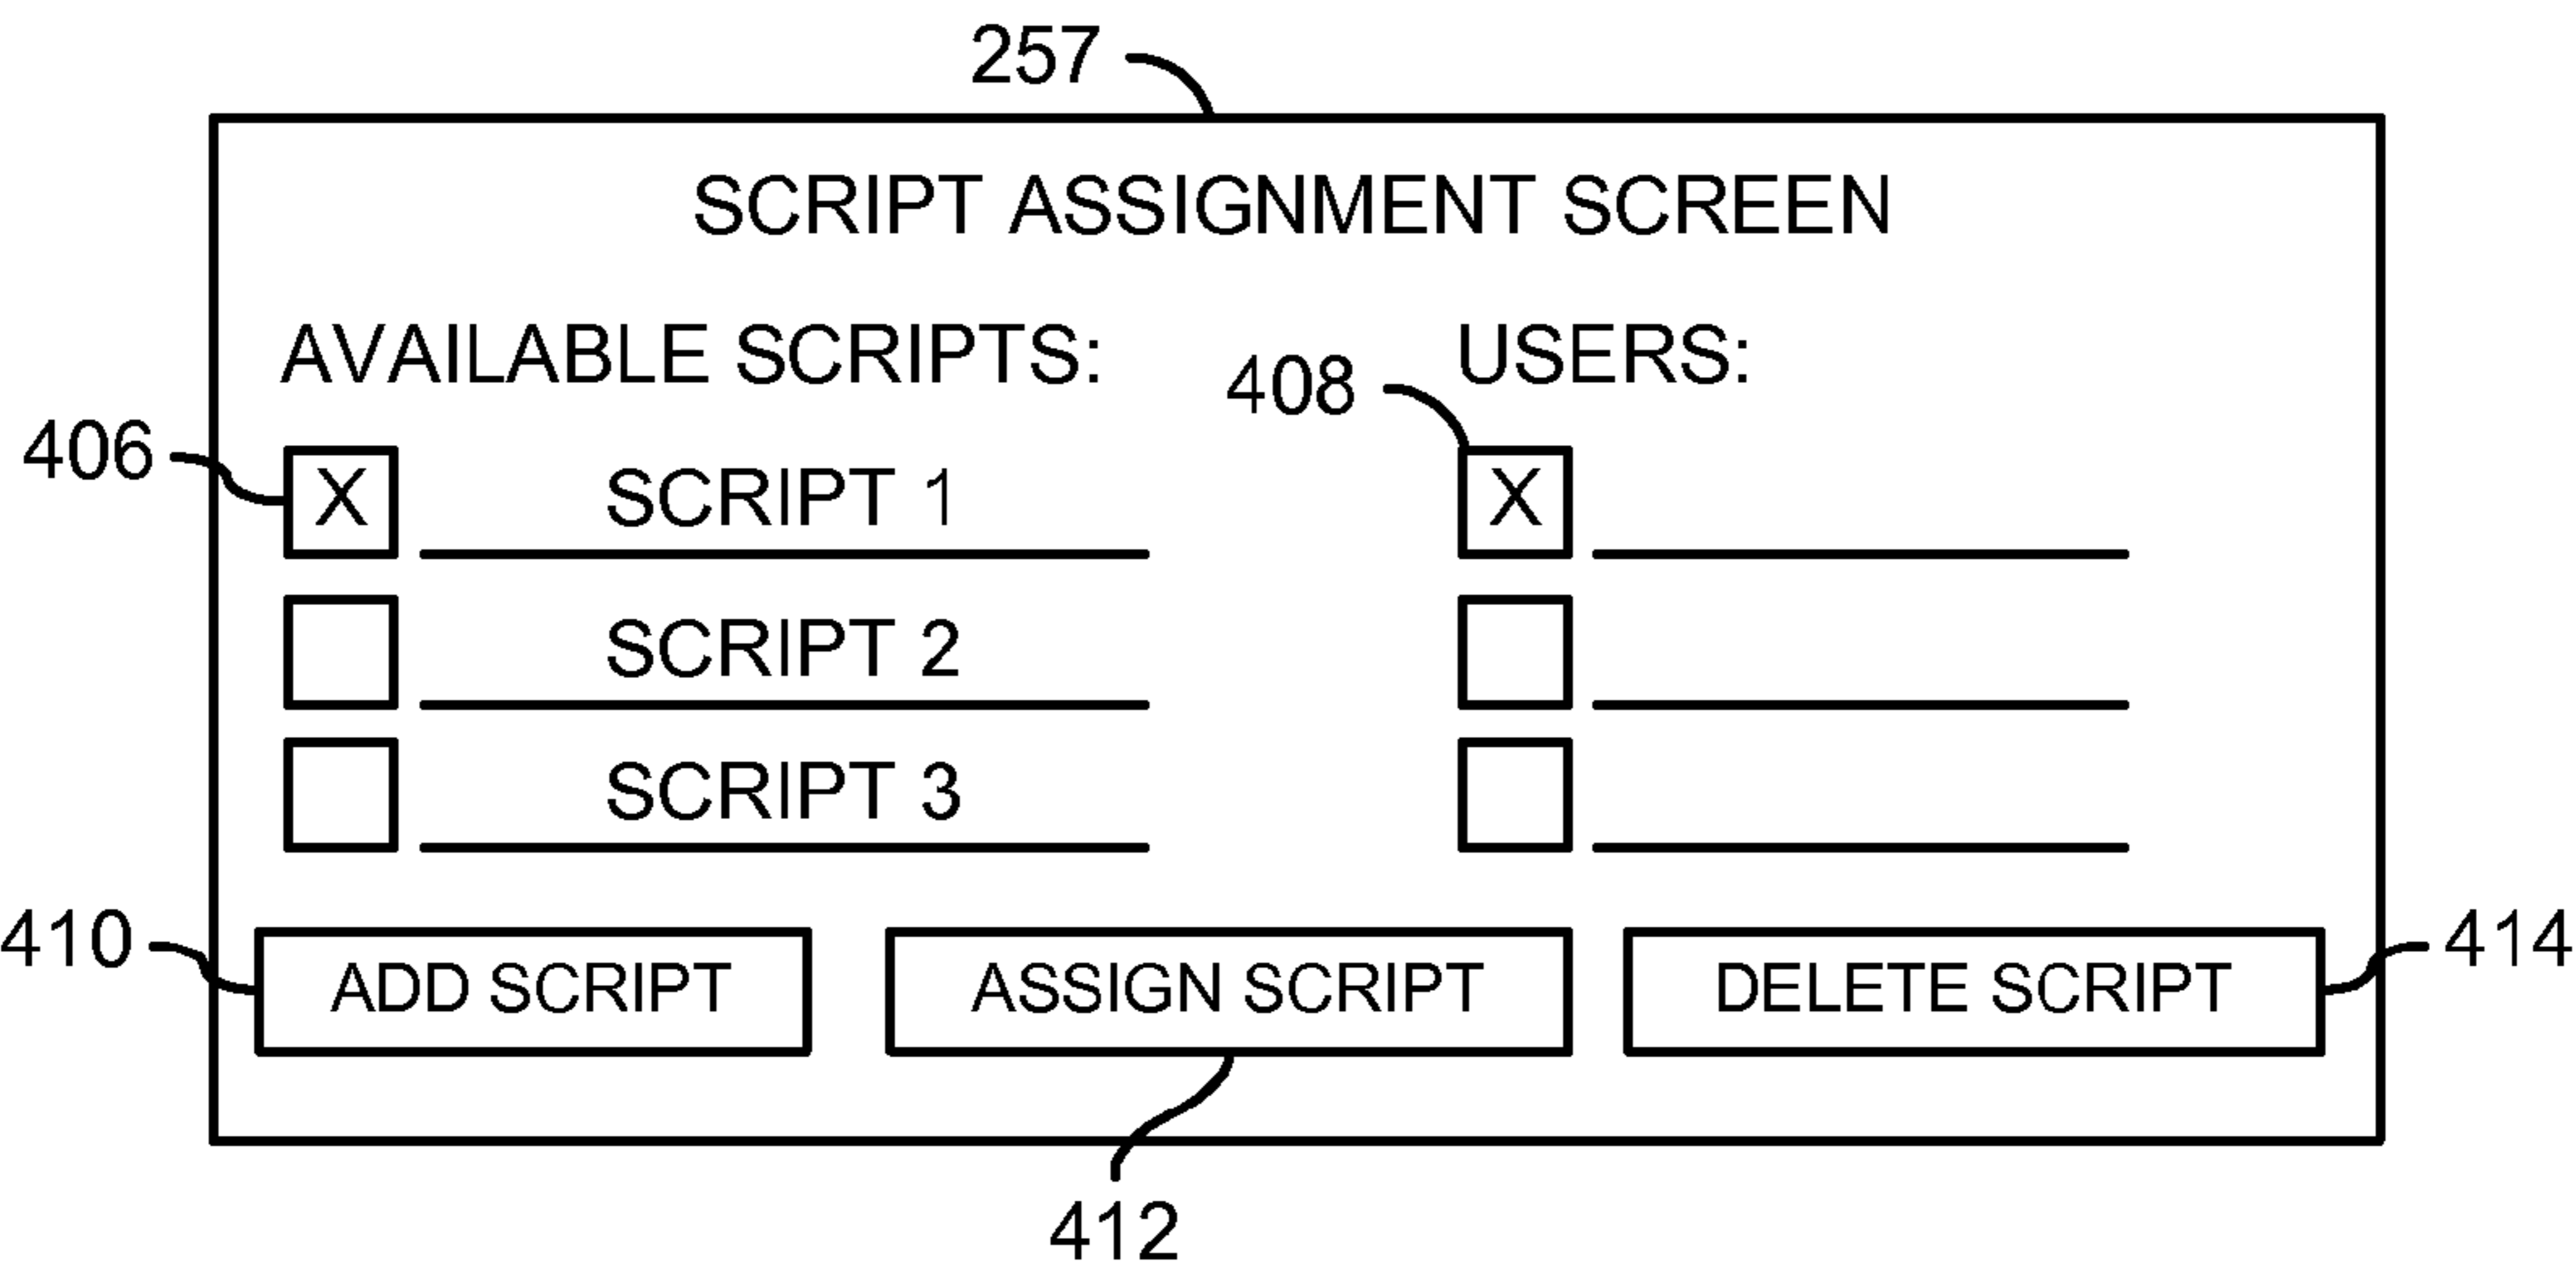 257
SCRIPT ASSIGNMENT SCREEN
AVAILABLE SCRIPTS:
USERS:
406
X
SCRIPT 1
408
X
SCRIPT 2
SCRIPT 3
410
ADD SCRIPT
ASSIGN SCRIPT
DELETE SCRIPT
414
412